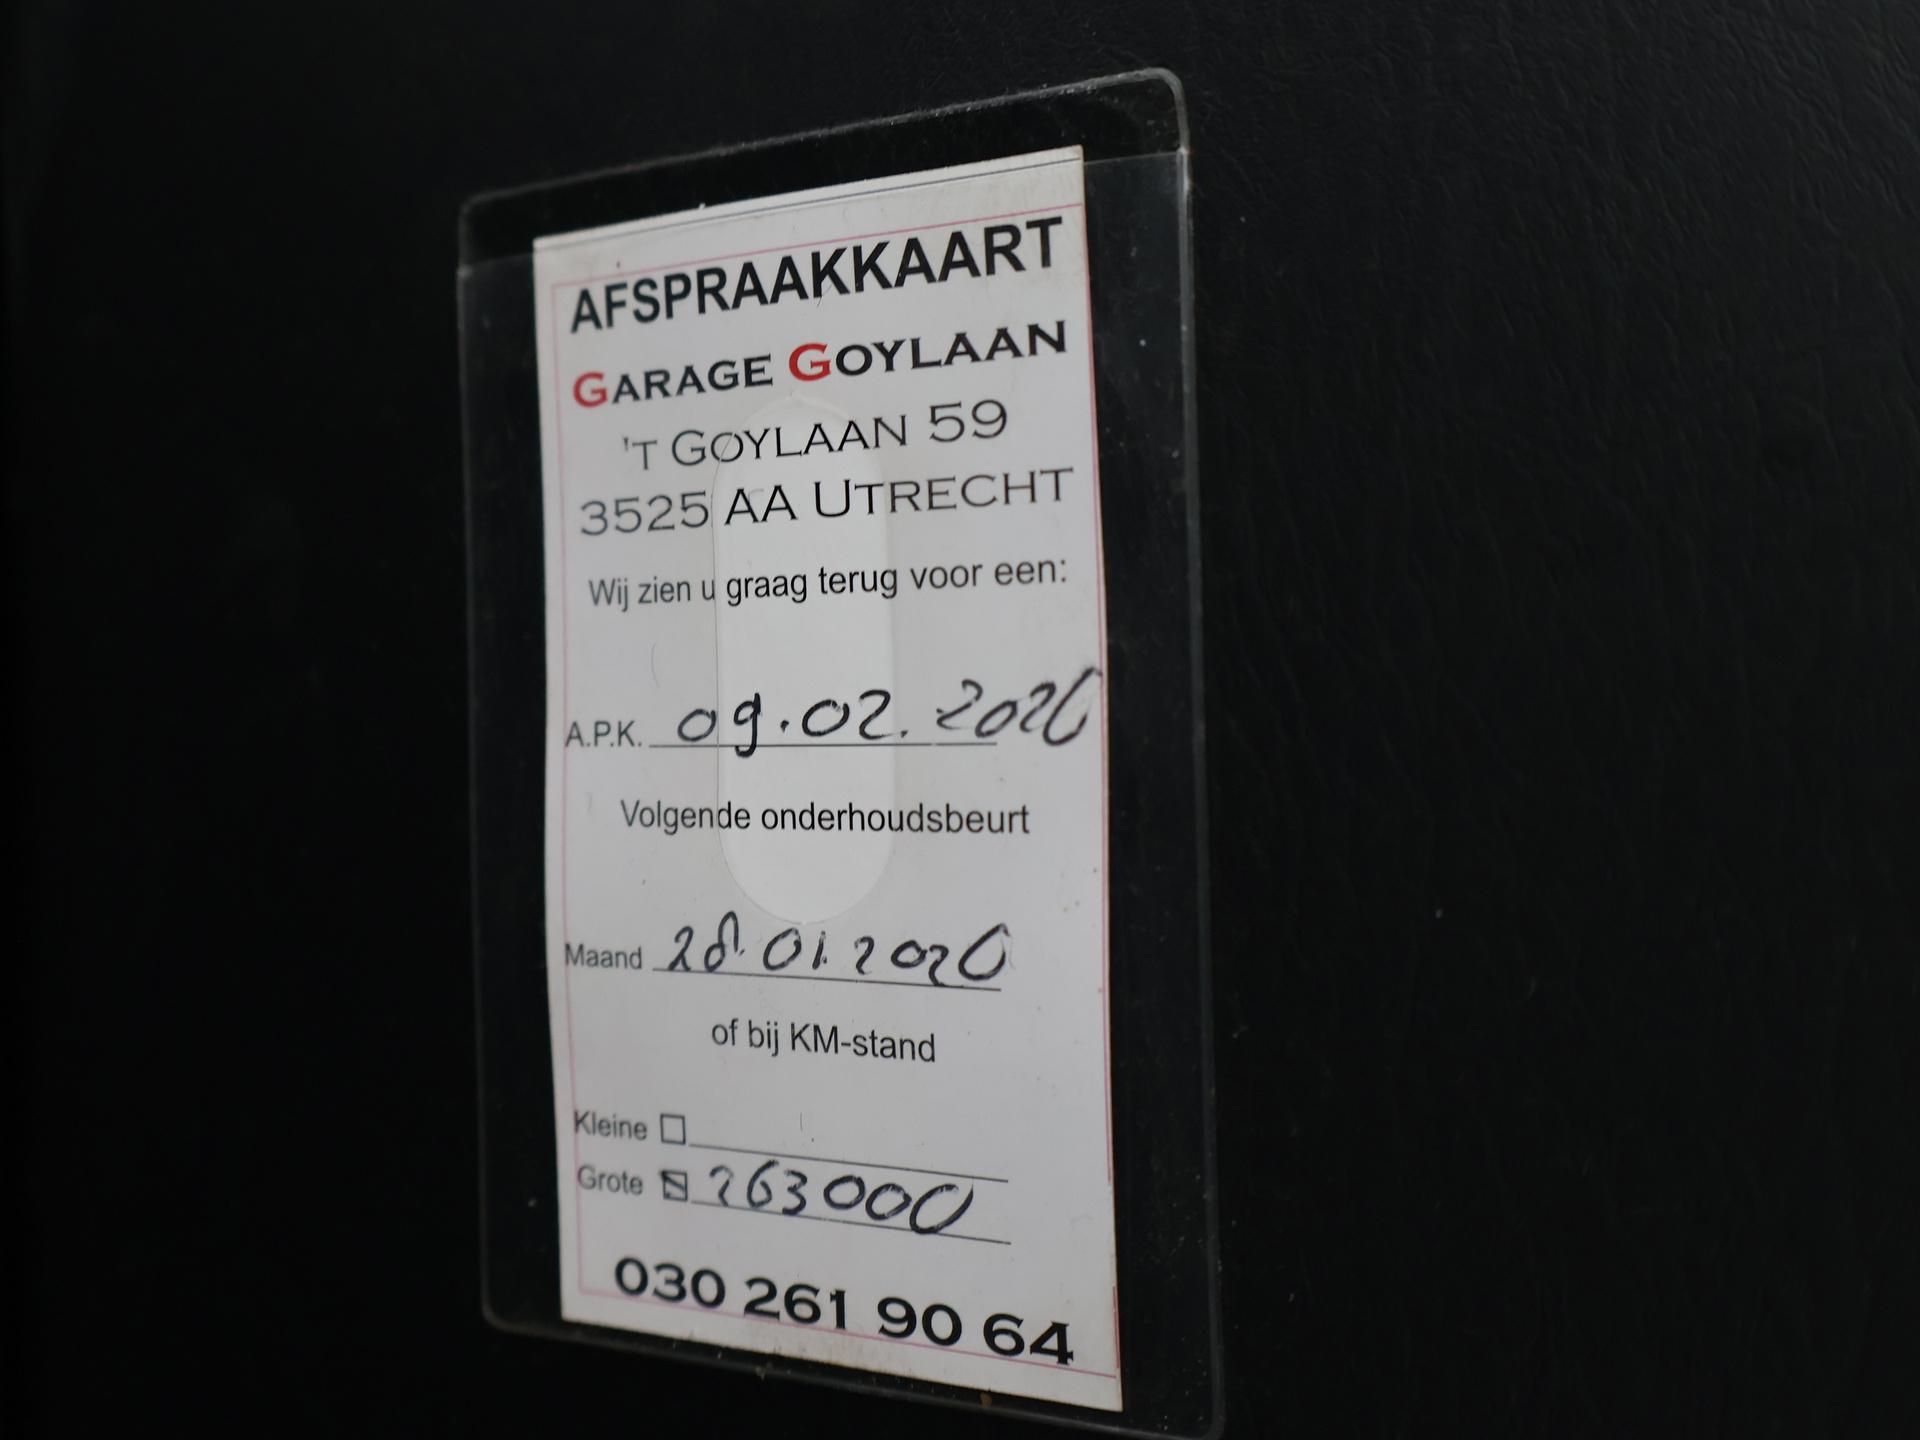 AFSPRAAKKAART
GARAGE GOYLAAN
'T GOYLAAN 59
3525 AA UTRECHT
Wij zien u graag terug voor een:
A.P.K. 09.02.2020
Volgende onderhoudsbeurt
Maand 28.01.2020
of bij KM-stand
Kleine
Grote 263000
030 261 90 64